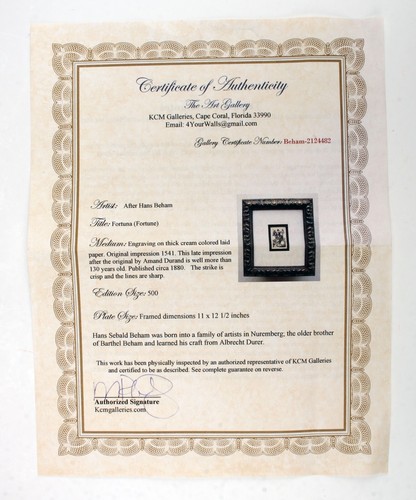 Certificate of Authenticity
The Art Gallery
KCM Galleries, Cape Coral, Florida 33990
Email: 4YourWalls@gmail.com
Gallery Certificate Number: Beham-2124482
Artist: After Hans Beham
Title: Fortuna (Fortune)
Medium: Engraving on thick cream colored laid
paper. Original impression 1541. This late impression
after the original by Amand Durand is well more than
130 years old. Published circa 1880. The strike is
crisp and the lines are sharp.
Edition Size: 500
Plate Size: Framed dimensions 11 x 12 1/2 inches
Hans Sebald Beham was born into a family of artists in Nuremberg; the older brother
of Barthel Beham and learned his craft from Albrecht Durer.
This work has been physically inspected by an authorized representative of KCM Galleries
and certified to be as described. See complete guarantee on reverse.
Authorized Signature
Kcmgalleries.com